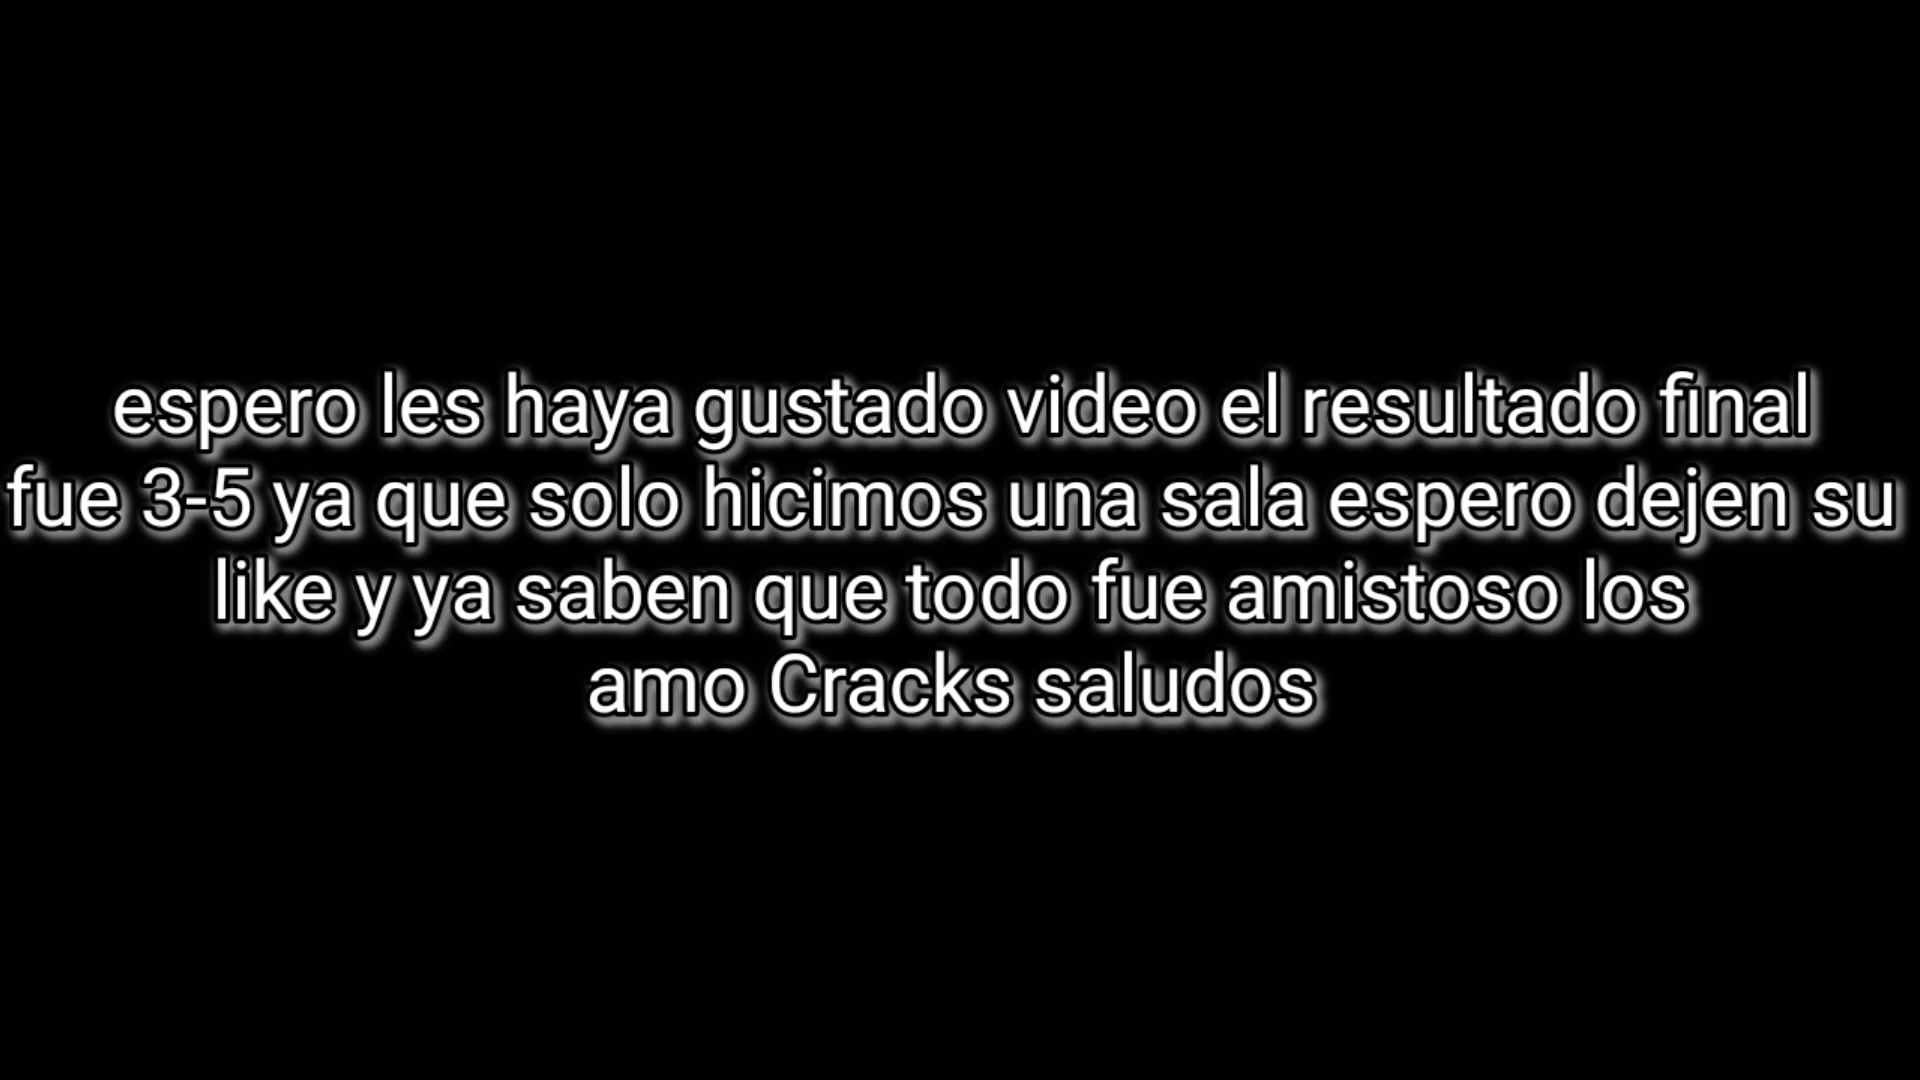 espero les haya gustado video el resultado final
fue 3-5 ya que solo hicimos una sala espero dejen su
like y ya saben que todo fue amistoso los
amo Cracks saludos